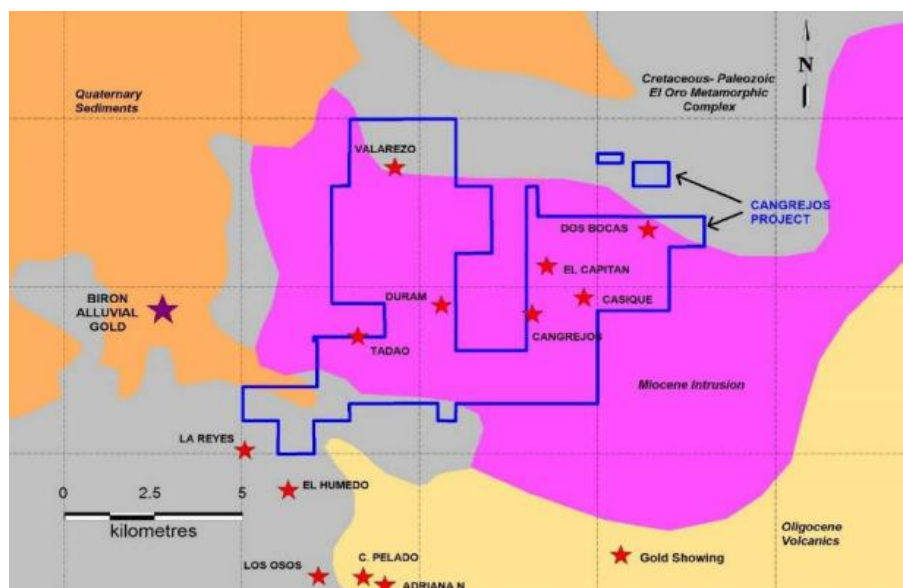 Quaternary
Sediments
Cretaceous- Paleozoic
El Oro Metamorphic
Complex
N
VALAREZO
CANGREJOS
PROJECT
DOS BOCAS
EL CAPITAN
BIRON
ALLUVIAL
GOLD
DURAM
CASIQUE
CANGREJOS
TADAO
Miocene Intrusion
LA REYES
EL HUMEDO
0 2.5 5
kilometres
Oligocene
Volcanics
Gold Showing
LOS OSOS
C. PELADO
ADRIANA N